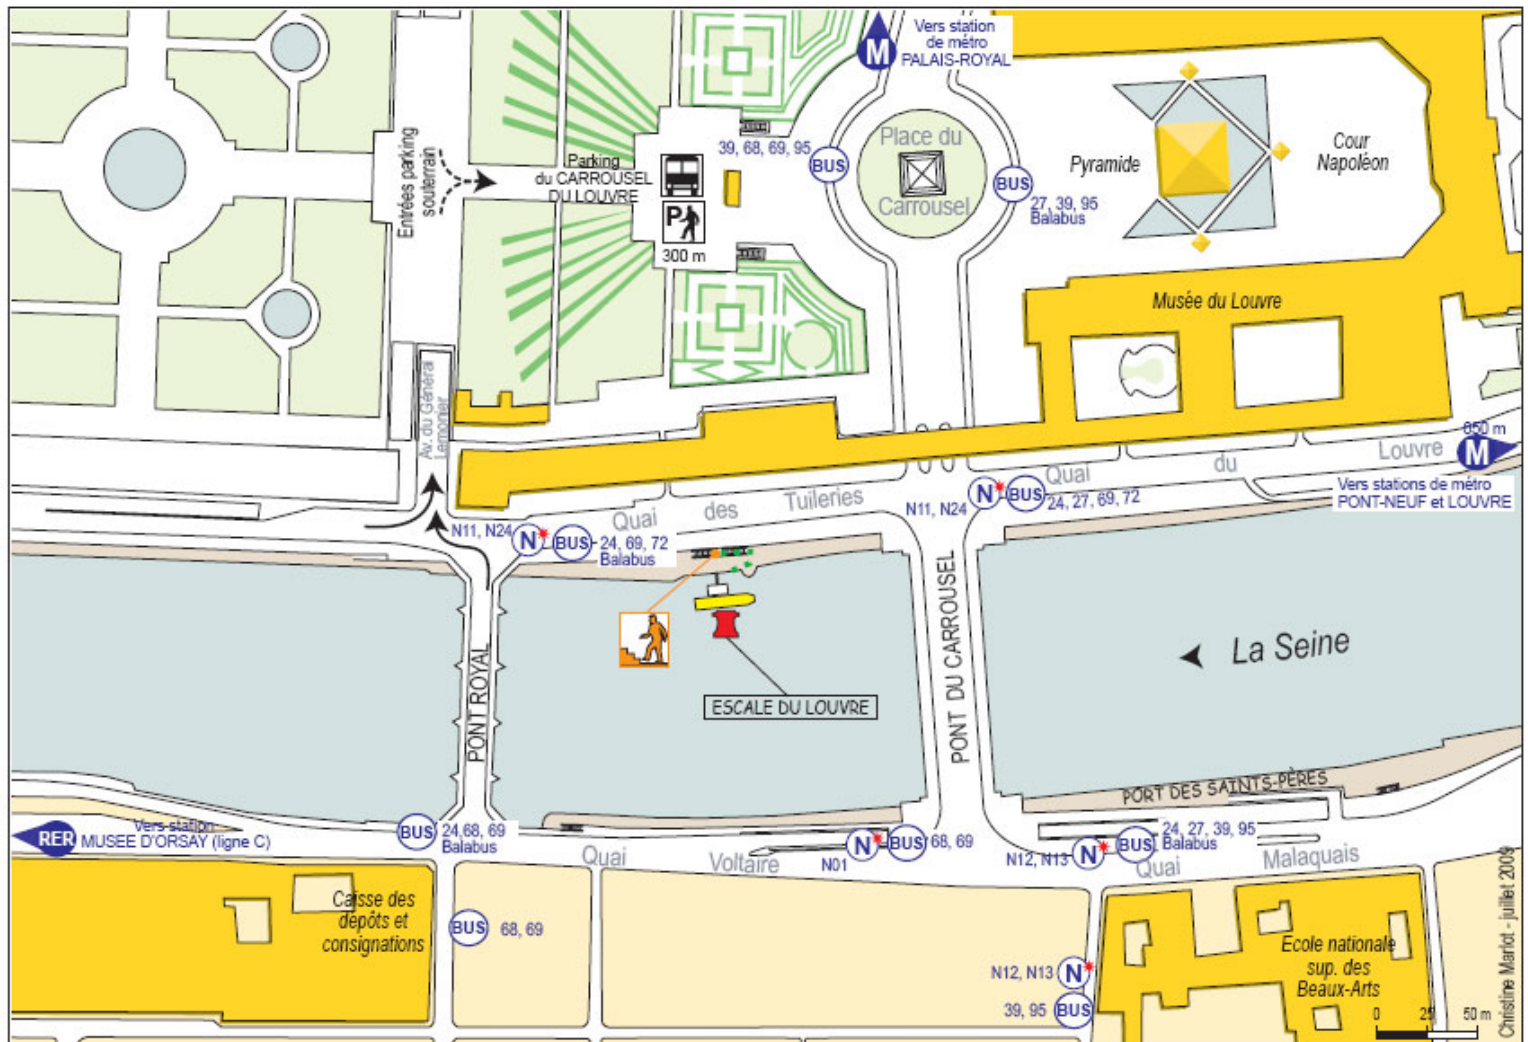 Vers station
de métro
PALAIS-ROYAL
M
Entrées parking
souterrain
Parking
du CARROUSEL
DU LOUVRE
P
300 m
39, 68, 69, 95
BUS
Place du
Carrousel
BUS
27, 39, 95
Balabus
Pyramide
Cour
Napoléon
Musée du Louvre
Av. du Général
Lemonier
650 m
M
Vers stations de métro
PONT-NEUF et LOUVRE
Quai
du
Louvre
N11, N24
N
BUS
24, 27, 69, 72
Quai
des
Tuileries
N11, N24
N
BUS
24, 69, 72
Balabus
PONT ROYAL
PONT DU CARROUSEL
La Seine
ESCALE DU LOUVRE
PORT DES SAINTS-PÈRES
RER
Vers station
MUSEE D'ORSAY (ligne C)
BUS
24,68, 69
Balabus
Quai
Voltaire
N01
N
BUS
68, 69
N12, N13
N
BUS
24, 27, 39, 95
Balabus
Quai
Malaquais
Caisse des
dépôts et
consignations
BUS
68, 69
N12, N13
N
39, 95
BUS
Ecole nationale
sup. des
Beaux-Arts
0
25
50 m
Christine Marlot - juillet 2009